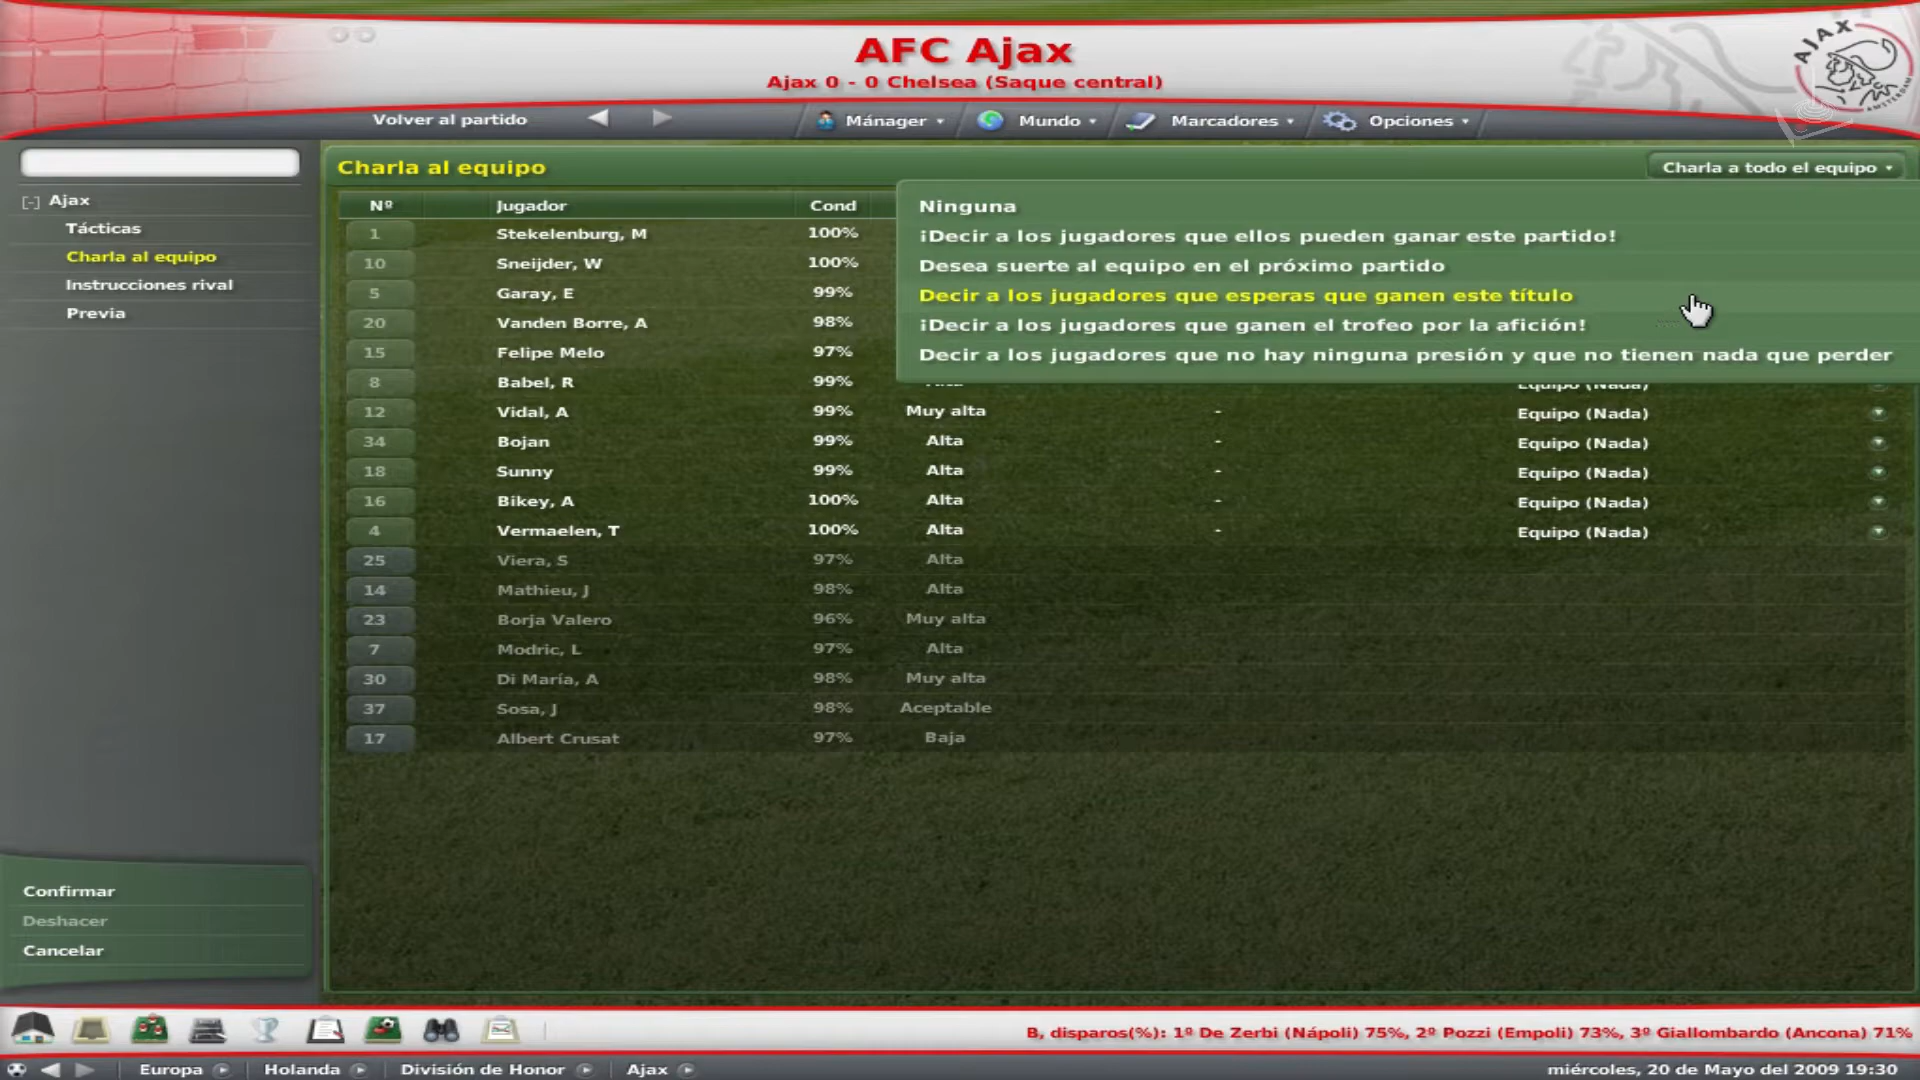 AFC Ajax
Ajax 0 - 0 Chelsea (Saque central)
AJAX
AMSTERDAM
Volver al partido Mánager Mundo Marcadores Opciones
[-] Ajax
Tácticas
Charla al equipo
Instrucciones rival
Previa
Charla al equipo Charla a todo el equipo
Nº Jugador Cond
Ninguna
¡Decir a los jugadores que ellos pueden ganar este partido!
Desea suerte al equipo en el próximo partido
Decir a los jugadores que esperas que ganen este título
¡Decir a los jugadores que ganen el trofeo por la afición!
Decir a los jugadores que no hay ninguna presión y que no tienen nada que perder
1 Stekelenburg, M 100%
10 Sneijder, W 100%
5 Garay, E 99%
20 Vanden Borre, A 98%
15 Felipe Melo 97%
8 Babel, R 99% Equipo (Nada)
12 Vidal, A 99% Muy alta - Equipo (Nada)
34 Bojan 99% Alta - Equipo (Nada)
18 Sunny 99% Alta - Equipo (Nada)
16 Bikey, A 100% Alta - Equipo (Nada)
4 Vermaelen, T 100% Alta - Equipo (Nada)
25 Viera, S 97% Alta
14 Mathieu, J 98% Alta
23 Borja Valero 96% Muy alta
7 Modric, L 97% Alta
30 Di María, A 98% Muy alta
37 Sosa, J 98% Aceptable
17 Albert Crusat 97% Baja
Confirmar
Deshacer
Cancelar
B, disparos(%): 1º De Zerbi (Nápoli) 75%, 2º Pozzi (Empoli) 73%, 3º Giallombardo (Ancona) 71%
Europa Holanda División de Honor Ajax miércoles, 20 de Mayo del 2009 19:30